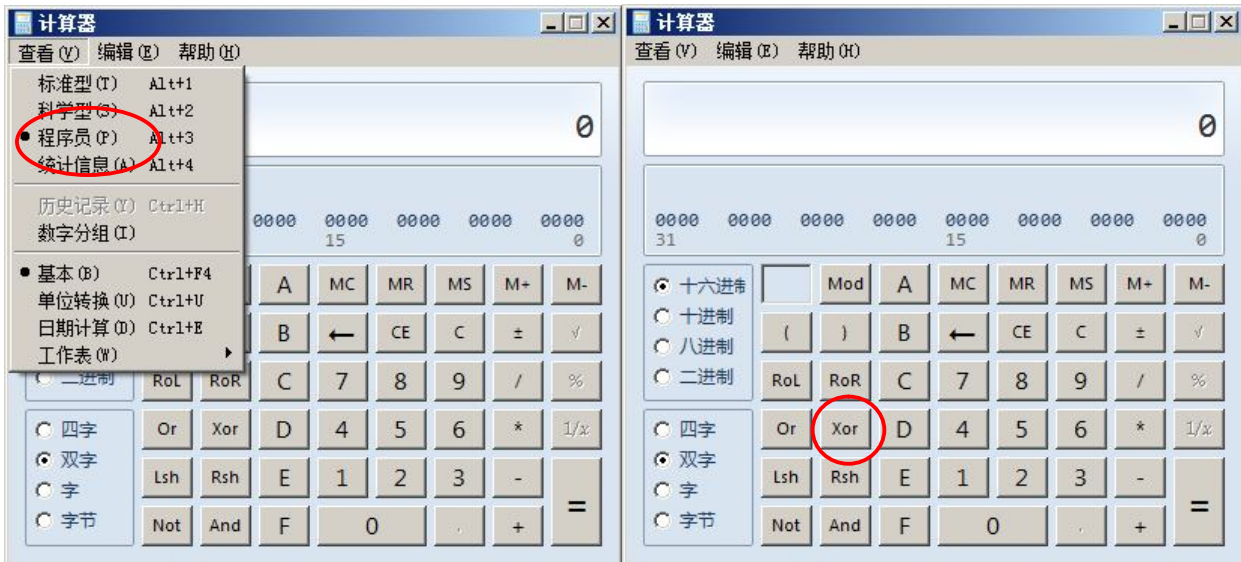 计算器
查看(V) 编辑(E) 帮助(H)
标准型(T) Alt+1
科学型(S) Alt+2
程序员(P) Alt+3
统计信息(A) Alt+4
历史记录(Y) Ctrl+H
数字分组(I)
基本(B) Ctrl+F4
单位转换(U) Ctrl+U
日期计算(D) Ctrl+E
工作表(W)
0
0000 0000 0000 0000 0000
15 0
A MC MR MS M+ M-
B ← CE C ± √
二进制 RoL RoR C 7 8 9 / %
四字 Or Xor D 4 5 6 * 1/x
双字
字 Lsh Rsh E 1 2 3 - =
字节 Not And F 0 . +
计算器
查看(V) 编辑(E) 帮助(H)
0
0000 0000 0000 0000 0000 0000 0000 0000
31 15 0
十六进制 Mod A MC MR MS M+ M-
十进制 ( ) B ← CE C ± √
八进制
二进制 RoL RoR C 7 8 9 / %
四字 Or Xor D 4 5 6 * 1/x
双字
字 Lsh Rsh E 1 2 3 - =
字节 Not And F 0 . +